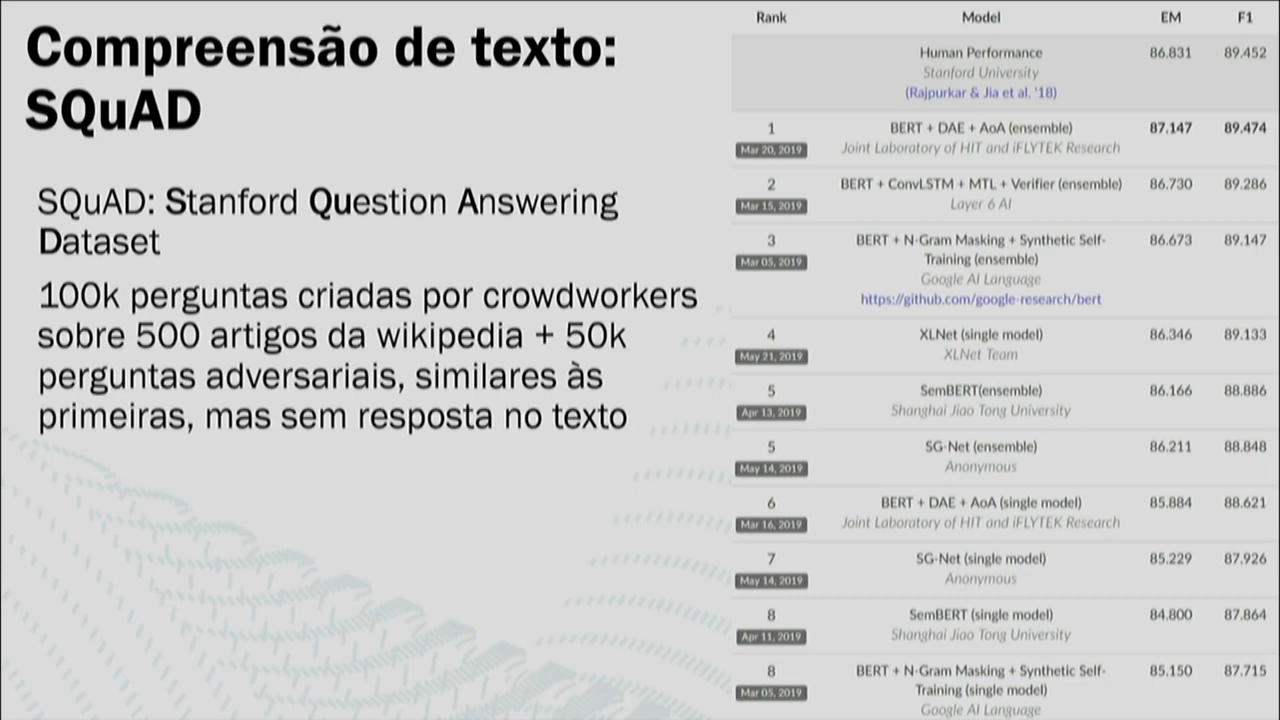 Compreensão de texto:
SQuAD
SQuAD: Stanford Question Answering
Dataset
100k perguntas criadas por crowdworkers
sobre 500 artigos da wikipedia + 50k
perguntas adversariais, similares às
primeiras, mas sem resposta no texto
Rank Model EM F1
Human Performance 86.831 89.452
Stanford University
(Rajpurkar & Jia et al. '18)
1 BERT + DAE + AoA (ensemble) 87.147 89.474
Mar 20, 2019 Joint Laboratory of HIT and iFLYTEK Research
2 BERT + ConvLSTM + MTL + Verifier (ensemble) 86.730 89.286
Mar 15, 2019 Layer 6 AI
3 BERT + N-Gram Masking + Synthetic Self- 86.673 89.147
Mar 05, 2019 Training (ensemble)
Google AI Language
https://github.com/google-research/bert
4 XLNet (single model) 86.346 89.133
May 21, 2019 XLNet Team
5 SemBERT(ensemble) 86.166 88.886
Apr 13, 2019 Shanghai Jiao Tong University
5 SG-Net (ensemble) 86.211 88.848
May 14, 2019 Anonymous
6 BERT + DAE + AoA (single model) 85.884 88.621
Mar 16, 2019 Joint Laboratory of HIT and iFLYTEK Research
7 SG-Net (single model) 85.229 87.926
May 14, 2019 Anonymous
8 SemBERT (single model) 84.800 87.864
Apr 11, 2019 Shanghai Jiao Tong University
8 BERT + N-Gram Masking + Synthetic Self- 85.150 87.715
Mar 05, 2019 Training (single model)
Google AI Language